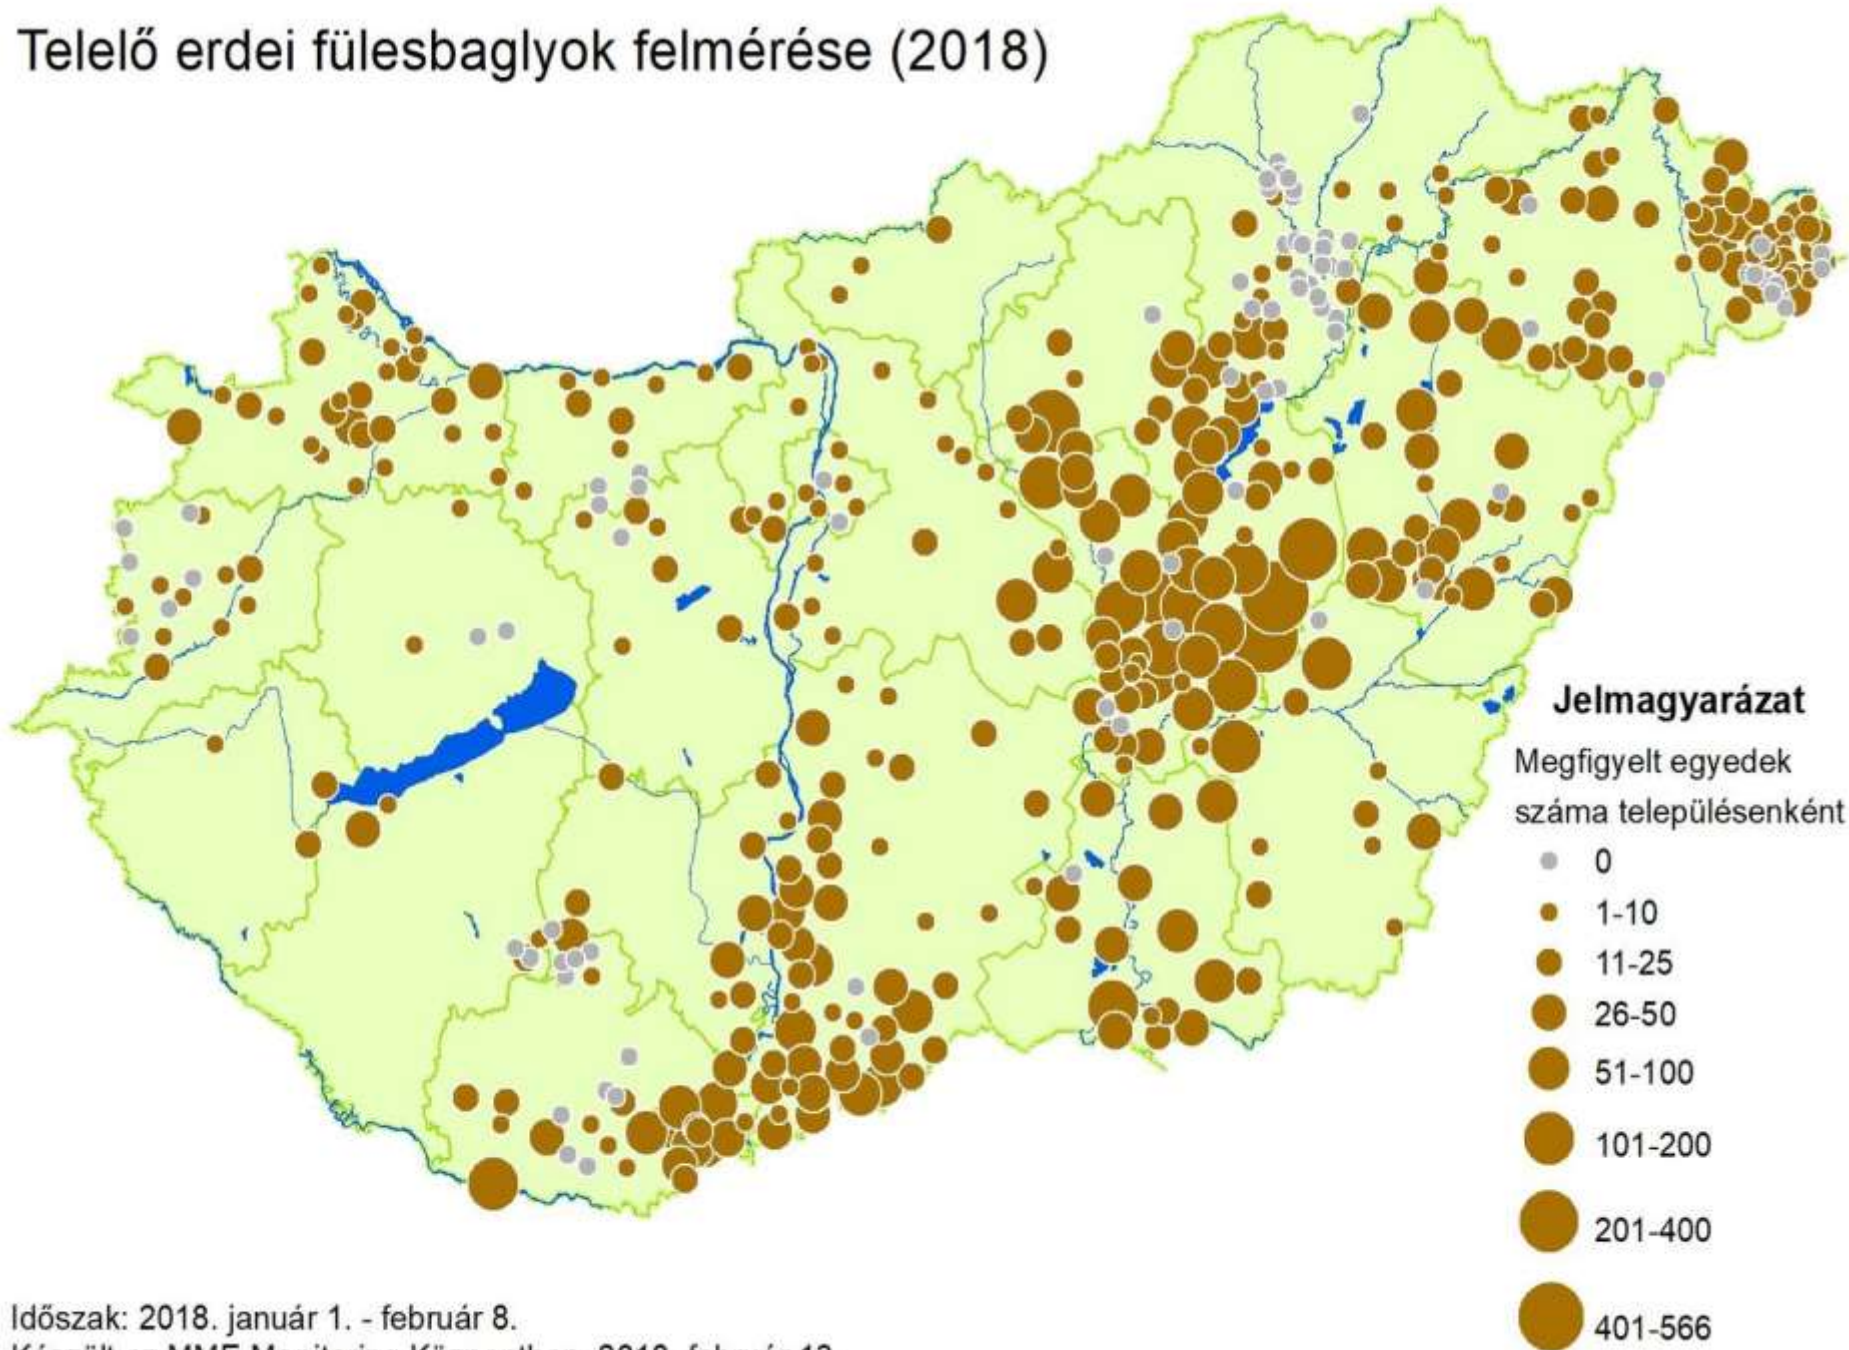 Telelő erdei fülesbaglyok felmérése (2018)
Jelmagyarázat
Megfigyelt egyedek
száma településenként
0
1-10
11-25
26-50
51-100
101-200
201-400
401-566
Időszak: 2018. január 1. - február 8.